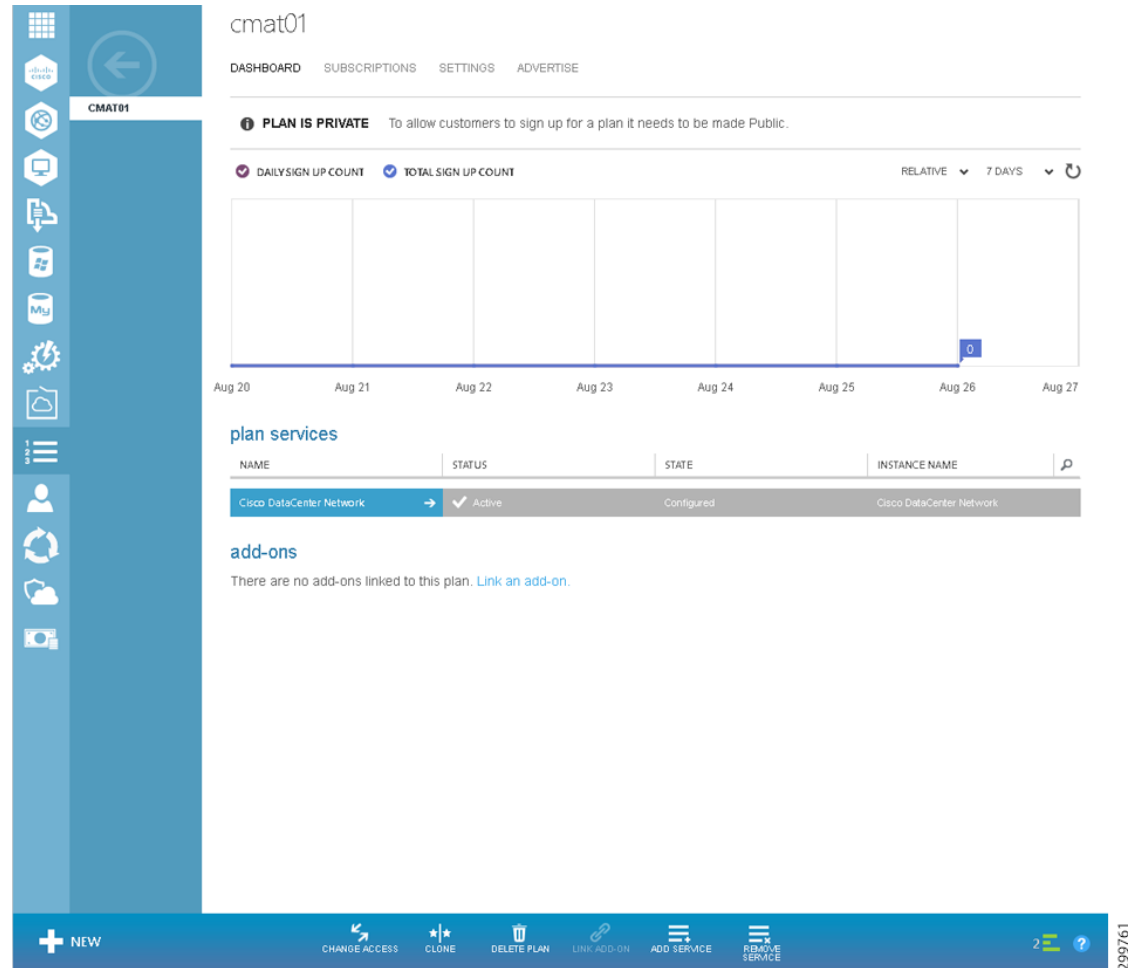 cmat01
DASHBOARD SUBSCRIPTIONS SETTINGS ADVERTISE
CISCO
CMAT01
PLAN IS PRIVATE To allow customers to sign up for a plan it needs to be made Public.
DAILY SIGN UP COUNT TOTAL SIGN UP COUNT RELATIVE 7 DAYS
0
Aug 20 Aug 21 Aug 22 Aug 23 Aug 24 Aug 25 Aug 26 Aug 27
My
1
2
3
plan services
NAME STATUS STATE INSTANCE NAME
Cisco DataCenter Network Active Configured Cisco DataCenter Network
add-ons
There are no add-ons linked to this plan. Link an add-on.
NEW
CHANGE ACCESS CLONE DELETE PLAN LINK ADD-ON ADD SERVICE REMOVE SERVICE
2 ?
299761